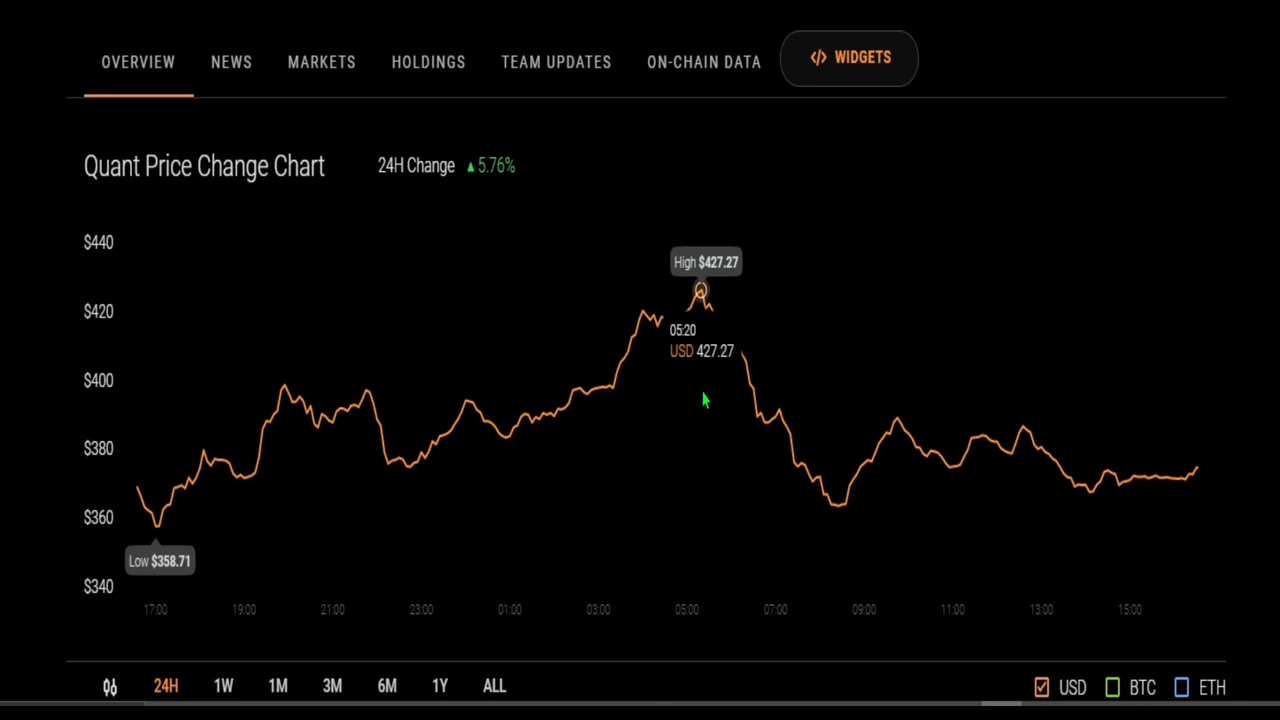 OVERVIEW NEWS MARKETS HOLDINGS TEAM UPDATES ON-CHAIN DATA </> WIDGETS
Quant Price Change Chart 24H Change ▲ 5.76%
$440
High $427.27
$420
05:20
USD 427.27
$400
$380
$360
Low $358.71
$340
17:00 19:00 21:00 23:00 01:00 03:00 05:00 07:00 09:00 11:00 13:00 15:00
24H 1W 1M 3M 6M 1Y ALL USD BTC ETH